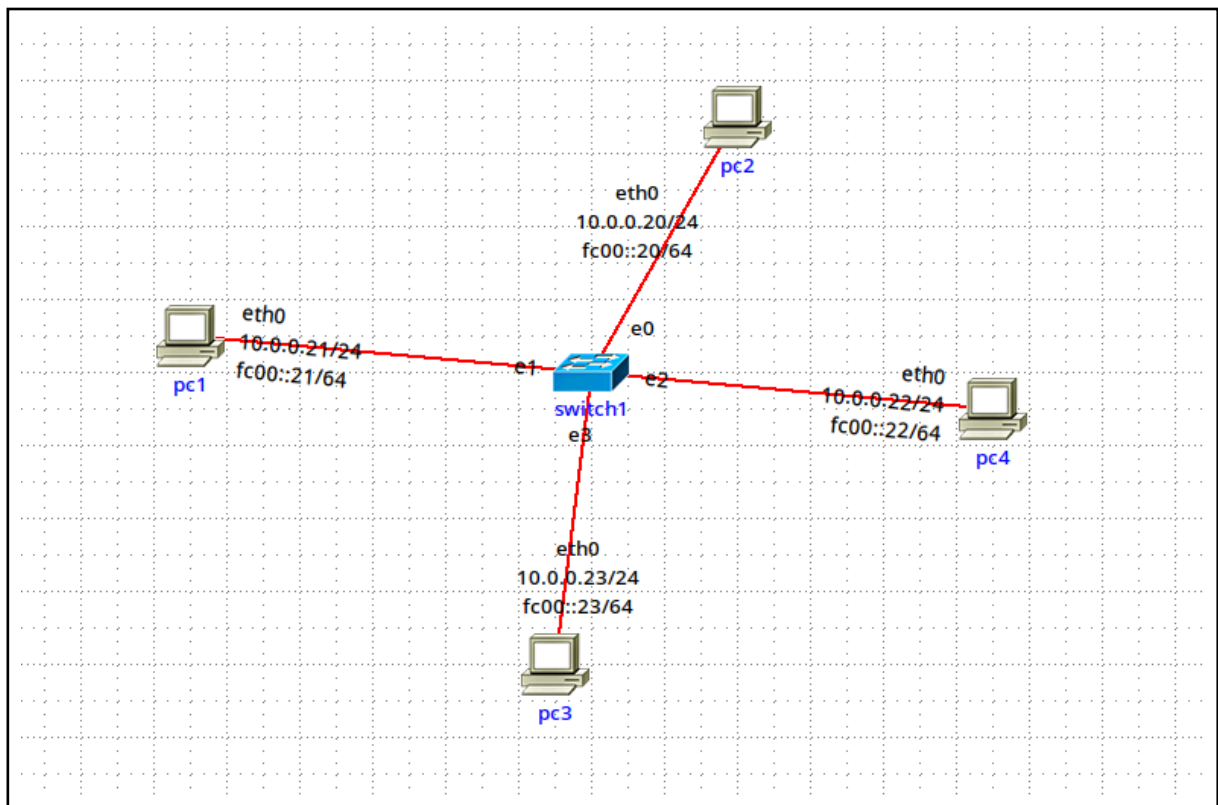 pc2
eth0
10.0.0.20/24
fc00::20/64
e0
eth0
10.0.0.21/24
fc00::21/64
pc1
e1
e2
switch1
e3
eth0
10.0.0.22/24
fc00::22/64
pc4
eth0
10.0.0.23/24
fc00::23/64
pc3